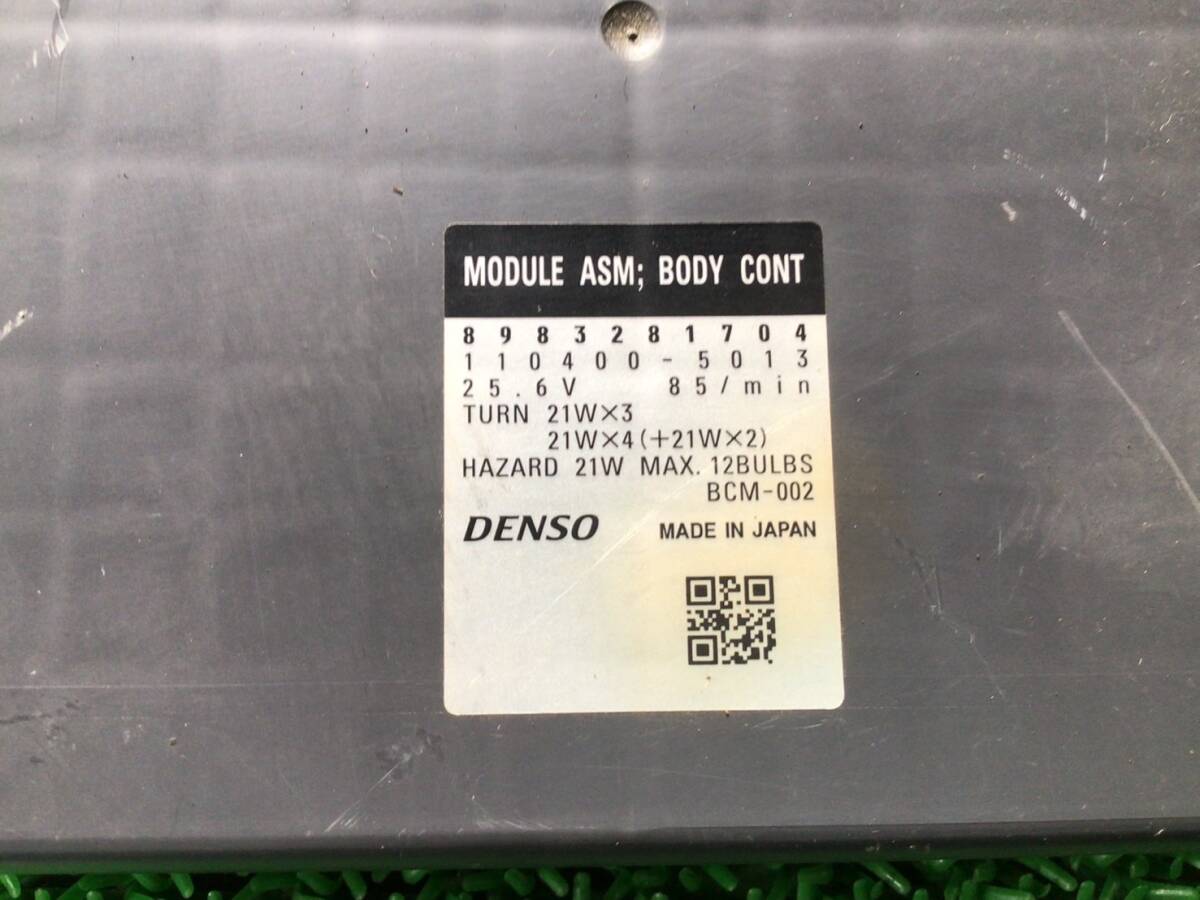 MODULE ASM; BODY CONT
8983281704
110400-5013
25.6V 85/min
TURN 21W×3
21W×4(+21W×2)
HAZARD 21W MAX. 12BULBS
BCM-002
DENSO MADE IN JAPAN